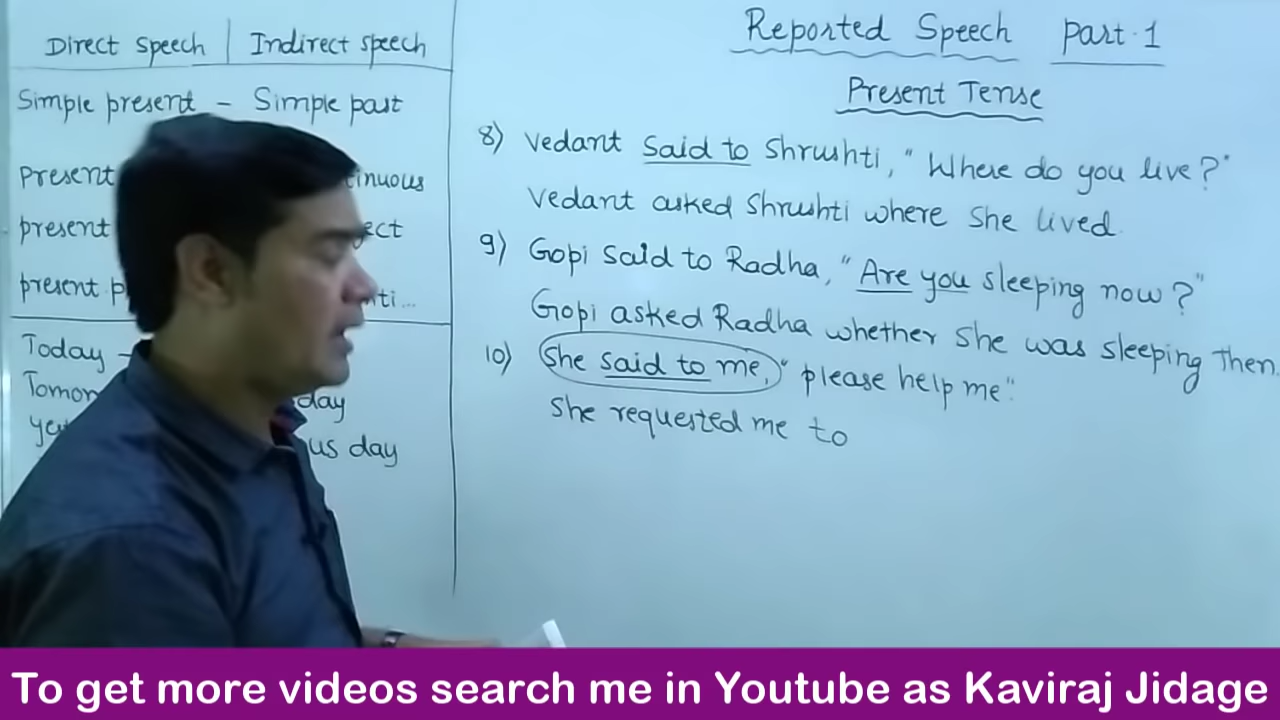 Direct speech | Indirect speech
Simple present - Simple past
present
present
present
Today -
day
us day
Reported Speech Part.1
Present Tense
8) Vedant said to Shrushti, "Where do you live?"
Vedant asked Shrushti where she lived.
9) Gopi said to Radha, "Are you sleeping now?"
Gopi asked Radha whether she was sleeping then.
10) She said to me, "please help me".
She requested me to
To get more videos search me in Youtube as Kaviraj Jidage